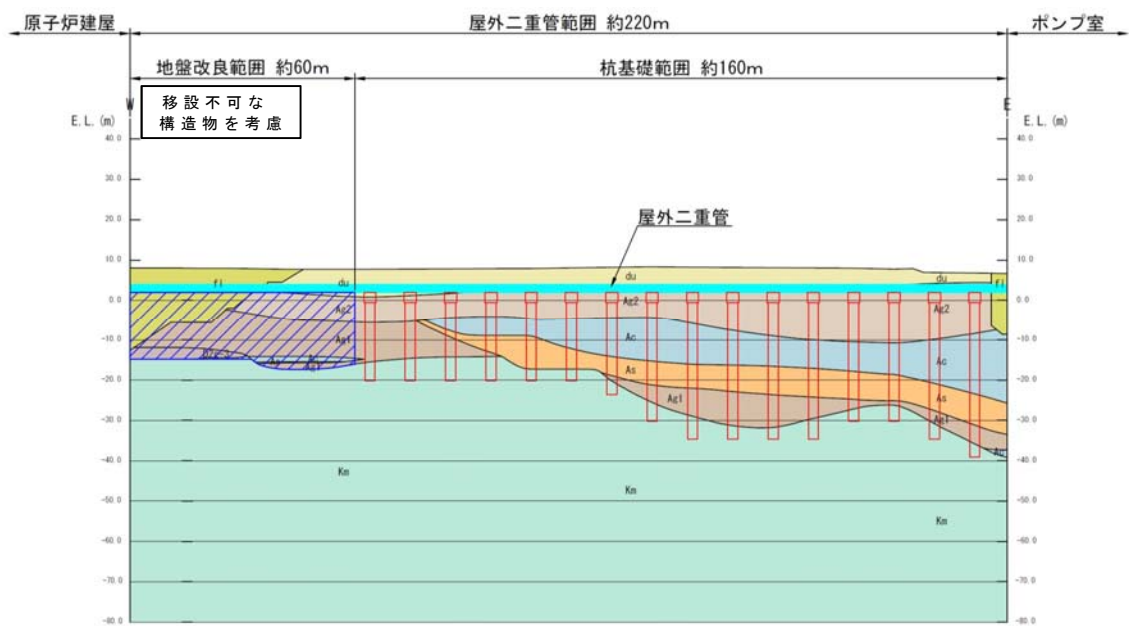 原子炉建屋
屋外二重管範囲 約220m
ポンプ室
地盤改良範囲 約60m
杭基礎範囲 約160m
移設不可な
構造物を考慮
E
E.L.(m)
E.L.(m)
40.0
40.0
30.0
30.0
20.0
20.0
屋外二重管
10.0
10.0
fl
du
du
du
fl
0.0
0.0
Ag2
Ag2
Ag2
-10.0
-10.0
Ag1
Ac
Ac
-20.0
-20.0
As
As
Ag1
Ag1
-30.0
-30.0
-40.0
-40.0
Km
Km
Km
-50.0
-50.0
-60.0
-60.0
-70.0
-70.0
-80.0
-80.0